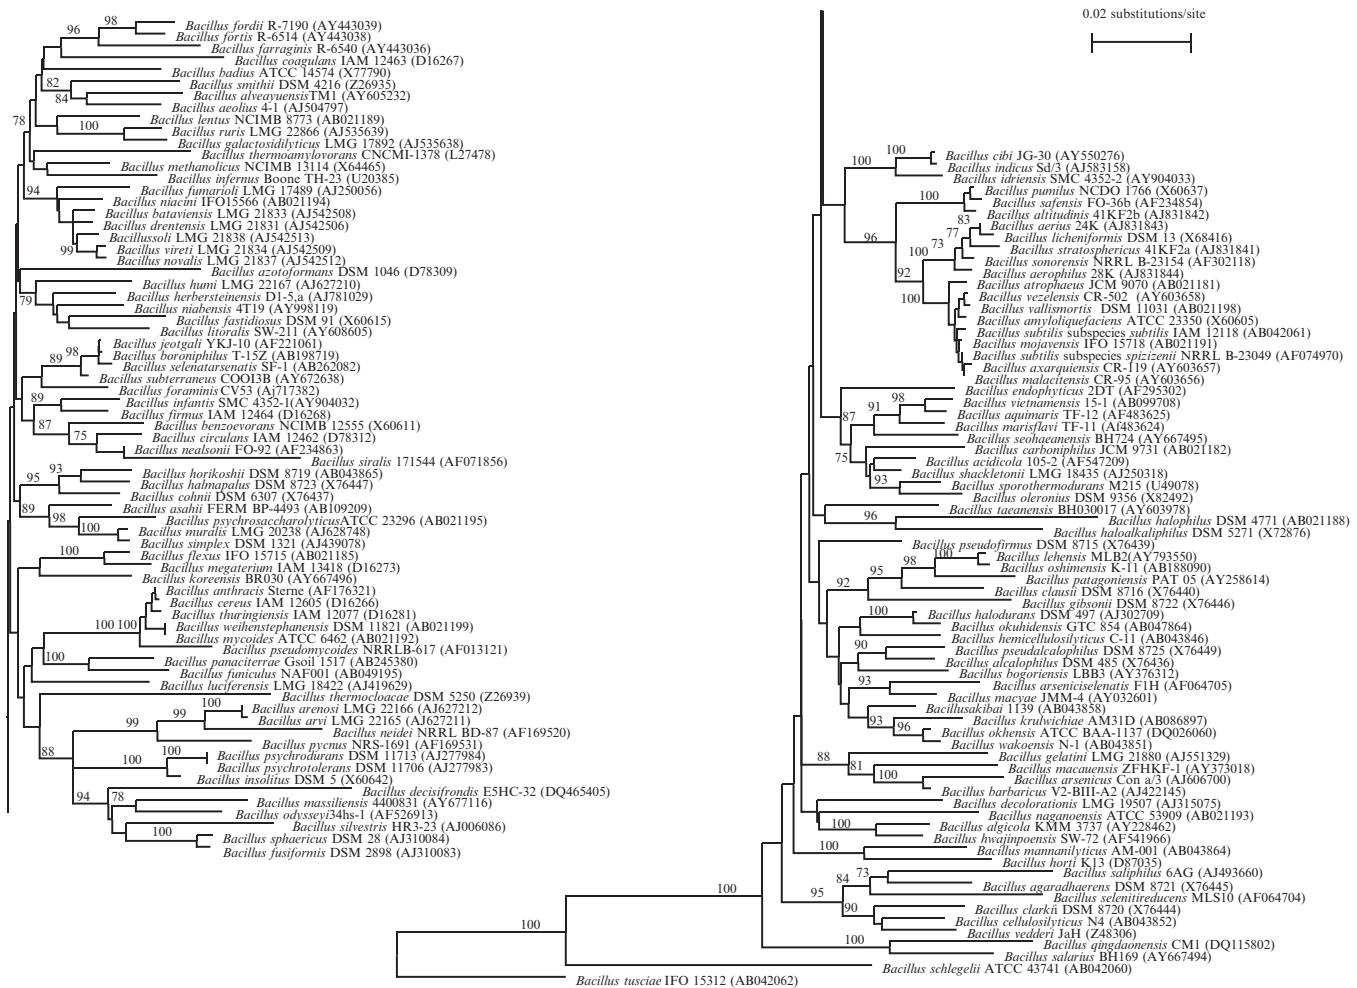 98
96
Bacillus fordii R-7190 (AY443039)
Bacillus fortis R-6514 (AY443038)
Bacillus farraginis R-6540 (AY443036)
Bacillus coagulans IAM 12463 (D16267)
Bacillus badius ATCC 14574 (X77790)
82
Bacillus smithii DSM 4216 (Z26935)
84
Bacillus alveayuensisTM1 (AY605232)
Bacillus aeolius 4-1 (AJ504797)
78
Bacillus lentus NCIMB 8773 (AB021189)
100
Bacillus ruris LMG 22866 (AJ535639)
Bacillus galactosidilyticus LMG 17892 (AJ535638)
Bacillus thermoamylovorans CNCMI-1378 (L27478)
Bacillus methanolicus NCIMB 13114 (X64465)
Bacillus infernus Boone TH-23 (U20385)
94
Bacillus fumarioli LMG 17489 (AJ250056)
Bacillus niacini IFO15566 (AB021194)
Bacillus bataviensis LMG 21833 (AJ542508)
Bacillus drentensis LMG 21831 (AJ542506)
Bacillussoli LMG 21838 (AJ542513)
99
Bacillus vireti LMG 21834 (AJ542509)
Bacillus novalis LMG 21837 (AJ542512)
Bacillus azotoformans DSM 1046 (D78309)
Bacillus humi LMG 22167 (AJ627210)
79
Bacillus herbersteinensis D1-5,a (AJ781029)
Bacillus niabensis 4T19 (AY998119)
Bacillus fastidiosus DSM 91 (X60615)
Bacillus litoralis SW-211 (AY608605)
Bacillus jeotgali YKJ-10 (AF221061)
89 98
Bacillus boroniphilus T-15Z (AB198719)
Bacillus selenatarsenatis SF-1 (AB262082)
Bacillus subterraneus COOI3B (AY672638)
Bacillus foraminis CV53 (Aj717382)
89
Bacillus infantis SMC 4352-1(AY904032)
Bacillus firmus IAM 12464 (D16268)
87
Bacillus benzoevorans NCIMB 12555 (X60611)
75
Bacillus circulans IAM 12462 (D78312)
Bacillus nealsonii FO-92 (AF234863)
Bacillus siralis 171544 (AF071856)
95
93
Bacillus horikoshii DSM 8719 (AB043865)
Bacillus halmapalus DSM 8723 (X76447)
Bacillus cohnii DSM 6307 (X76437)
89
Bacillus asahii FERM BP-4493 (AB109209)
98
Bacillus psychrosaccharolyticusATCC 23296 (AB021195)
100
Bacillus muralis LMG 20238 (AJ628748)
Bacillus simplex DSM 1321 (AJ439078)
100
Bacillus flexus IFO 15715 (AB021185)
Bacillus megaterium IAM 13418 (D16273)
Bacillus koreensis BR030 (AY667496)
Bacillus anthracis Sterne (AF176321)
Bacillus cereus IAM 12605 (D16266)
Bacillus thuringiensis IAM 12077 (D16281)
100 100
Bacillus weihenstephanensis DSM 11821 (AB021199)
Bacillus mycoides ATCC 6462 (AB021192)
Bacillus pseudomycoides NRRLB-617 (AF013121)
100
Bacillus panaciterrae Gsoil 1517 (AB245380)
Bacillus funiculus NAF001 (AB049195)
Bacillus luciferensis LMG 18422 (AJ419629)
Bacillus thermocloacae DSM 5250 (Z26939)
100
Bacillus arenosi LMG 22166 (AJ627212)
99
99
Bacillus arvi LMG 22165 (AJ627211)
Bacillus neidei NRRL BD-87 (AF169520)
Bacillus pycnus NRS-1691 (AF169531)
88
100
100
Bacillus psychrodurans DSM 11713 (AJ277984)
Bacillus psychrotolerans DSM 11706 (AJ277983)
Bacillus insolitus DSM 5 (X60642)
Bacillus decisifrondis E5HC-32 (DQ465405)
94
78
Bacillus massiliensis 4400831 (AY677116)
Bacillus odysseyi34hs-1 (AF526913)
Bacillus silvestris HR3-23 (AJ006086)
100
Bacillus sphaericus DSM 28 (AJ310084)
Bacillus fusiformis DSM 2898 (AJ310083)
0.02 substitutions/site
100
100
Bacillus cibi JG-30 (AY550276)
Bacillus indicus Sd/3 (AJ583158)
Bacillus idriensis SMC 4352-2 (AY904033)
100
Bacillus pumilus NCDO 1766 (X60637)
Bacillus safensis FO-36b (AF234854)
Bacillus altitudinis 41KF2b (AJ831842)
96
83
Bacillus aerius 24K (AJ831843)
77
Bacillus licheniformis DSM 13 (X68416)
73
Bacillus stratosphericus 41KF2a (AJ831841)
100
Bacillus sonorensis NRRL B-23154 (AF302118)
92
Bacillus aerophilus 28K (AJ831844)
Bacillus atrophaeus JCM 9070 (AB021181)
100
Bacillus vezelensis CR-502 (AY603658)
Bacillus vallismortis DSM 11031 (AB021198)
Bacillus amyloliquefaciens ATCC 23350 (X60605)
Bacillus subtilis subspecies subtilis IAM 12118 (AB042061)
Bacillus mojavensis IFO 15718 (AB021191)
Bacillus subtilis subspecies spizizenii NRRL B-23049 (AF074970)
Bacillus axarquiensis CR-119 (AY603657)
Bacillus malacitensis CR-95 (AY603656)
Bacillus endophyticus 2DT (AF295302)
98
Bacillus vietnamensis 15-1 (AB099708)
87
91
Bacillus aquimaris TF-12 (AF483625)
Bacillus marisflavi TF-11 (Af483624)
Bacillus seohaeanensis BH724 (AY667495)
75
Bacillus carboniphilus JCM 9731 (AB021182)
Bacillus acidicola 105-2 (AF547209)
Bacillus shackletonii LMG 18435 (AJ250318)
93
Bacillus sporothermodurans M215 (U49078)
Bacillus oleronius DSM 9356 (X82492)
Bacillus taeanensis BH030017 (AY603978)
96
Bacillus halophilus DSM 4771 (AB021188)
Bacillus haloalkaliphilus DSM 5271 (X72876)
Bacillus pseudofirmus DSM 8715 (X76439)
100
Bacillus lehensis MLB2(AY793550)
98
Bacillus oshimensis K-11 (AB188090)
92
95
Bacillus patagoniensis PAT 05 (AY258614)
Bacillus clausii DSM 8716 (X76440)
Bacillus gibsonii DSM 8722 (X76446)
100
Bacillus halodurans DSM 497 (AJ302709)
Bacillus okuhidensis GTC 854 (AB047864)
Bacillus hemicellulosilyticus C-11 (AB043846)
90
Bacillus pseudalcalophilus DSM 8725 (X76449)
Bacillus alcalophilus DSM 485 (X76436)
Bacillus bogoriensis LBB3 (AY376312)
93
Bacillus arseniciselenatis F1H (AF064705)
Bacillus macyae JMM-4 (AY032601)
Bacillusakibai 1139 (AB043858)
93
96
Bacillus krulwichiae AM31D (AB086897)
Bacillus okhensis ATCC BAA-1137 (DQ026060)
Bacillus wakoensis N-1 (AB043851)
88
Bacillus gelatini LMG 21880 (AJ551329)
81
Bacillus macauensis ZFHKF-1 (AY373018)
100
Bacillus arsenicus Con a/3 (AJ606700)
Bacillus barbaricus V2-BIII-A2 (AJ422145)
Bacillus decolorationis LMG 19507 (AJ315075)
Bacillus naganoensis ATCC 53909 (AB021193)
100
Bacillus algicola KMM 3737 (AY228462)
Bacillus hwajinpoensis SW-72 (AF541966)
100
Bacillus mannanilyticus AM-001 (AB043864)
Bacillus horti K13 (D87035)
73
Bacillus saliphilus 6AG (AJ493660)
84
Bacillus agaradhaerens DSM 8721 (X76445)
95
Bacillus selenitireducens MLS10 (AF064704)
90
Bacillus clarkii DSM 8720 (X76444)
Bacillus cellulosilyticus N4 (AB043852)
Bacillus vedderi JaH (Z48306)
100
100
Bacillus qingdaonensis CM1 (DQ115802)
Bacillus salarius BH169 (AY667494)
100
Bacillus schlegelii ATCC 43741 (AB042060)
Bacillus tusciae IFO 15312 (AB042062)